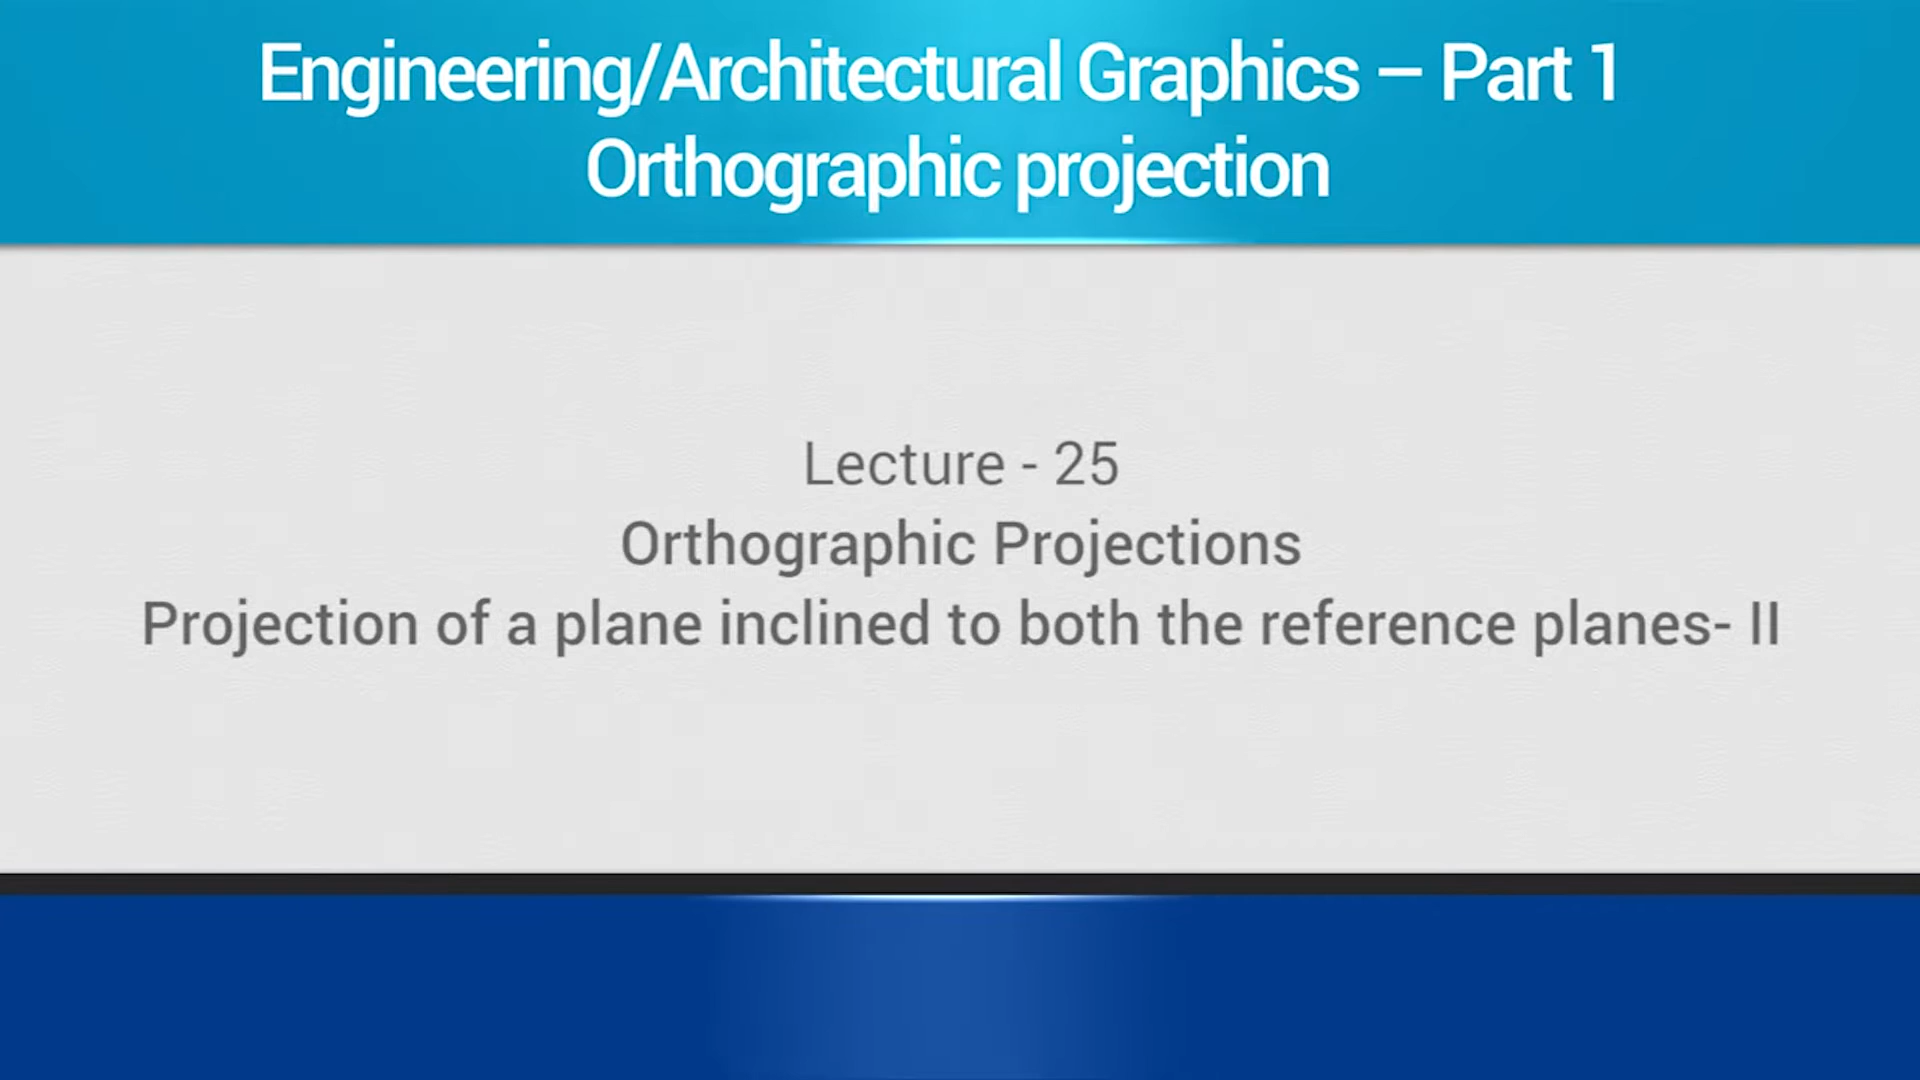 Engineering/Architectural Graphics – Part 1
Orthographic projection
Lecture - 25
Orthographic Projections
Projection of a plane inclined to both the reference planes- II